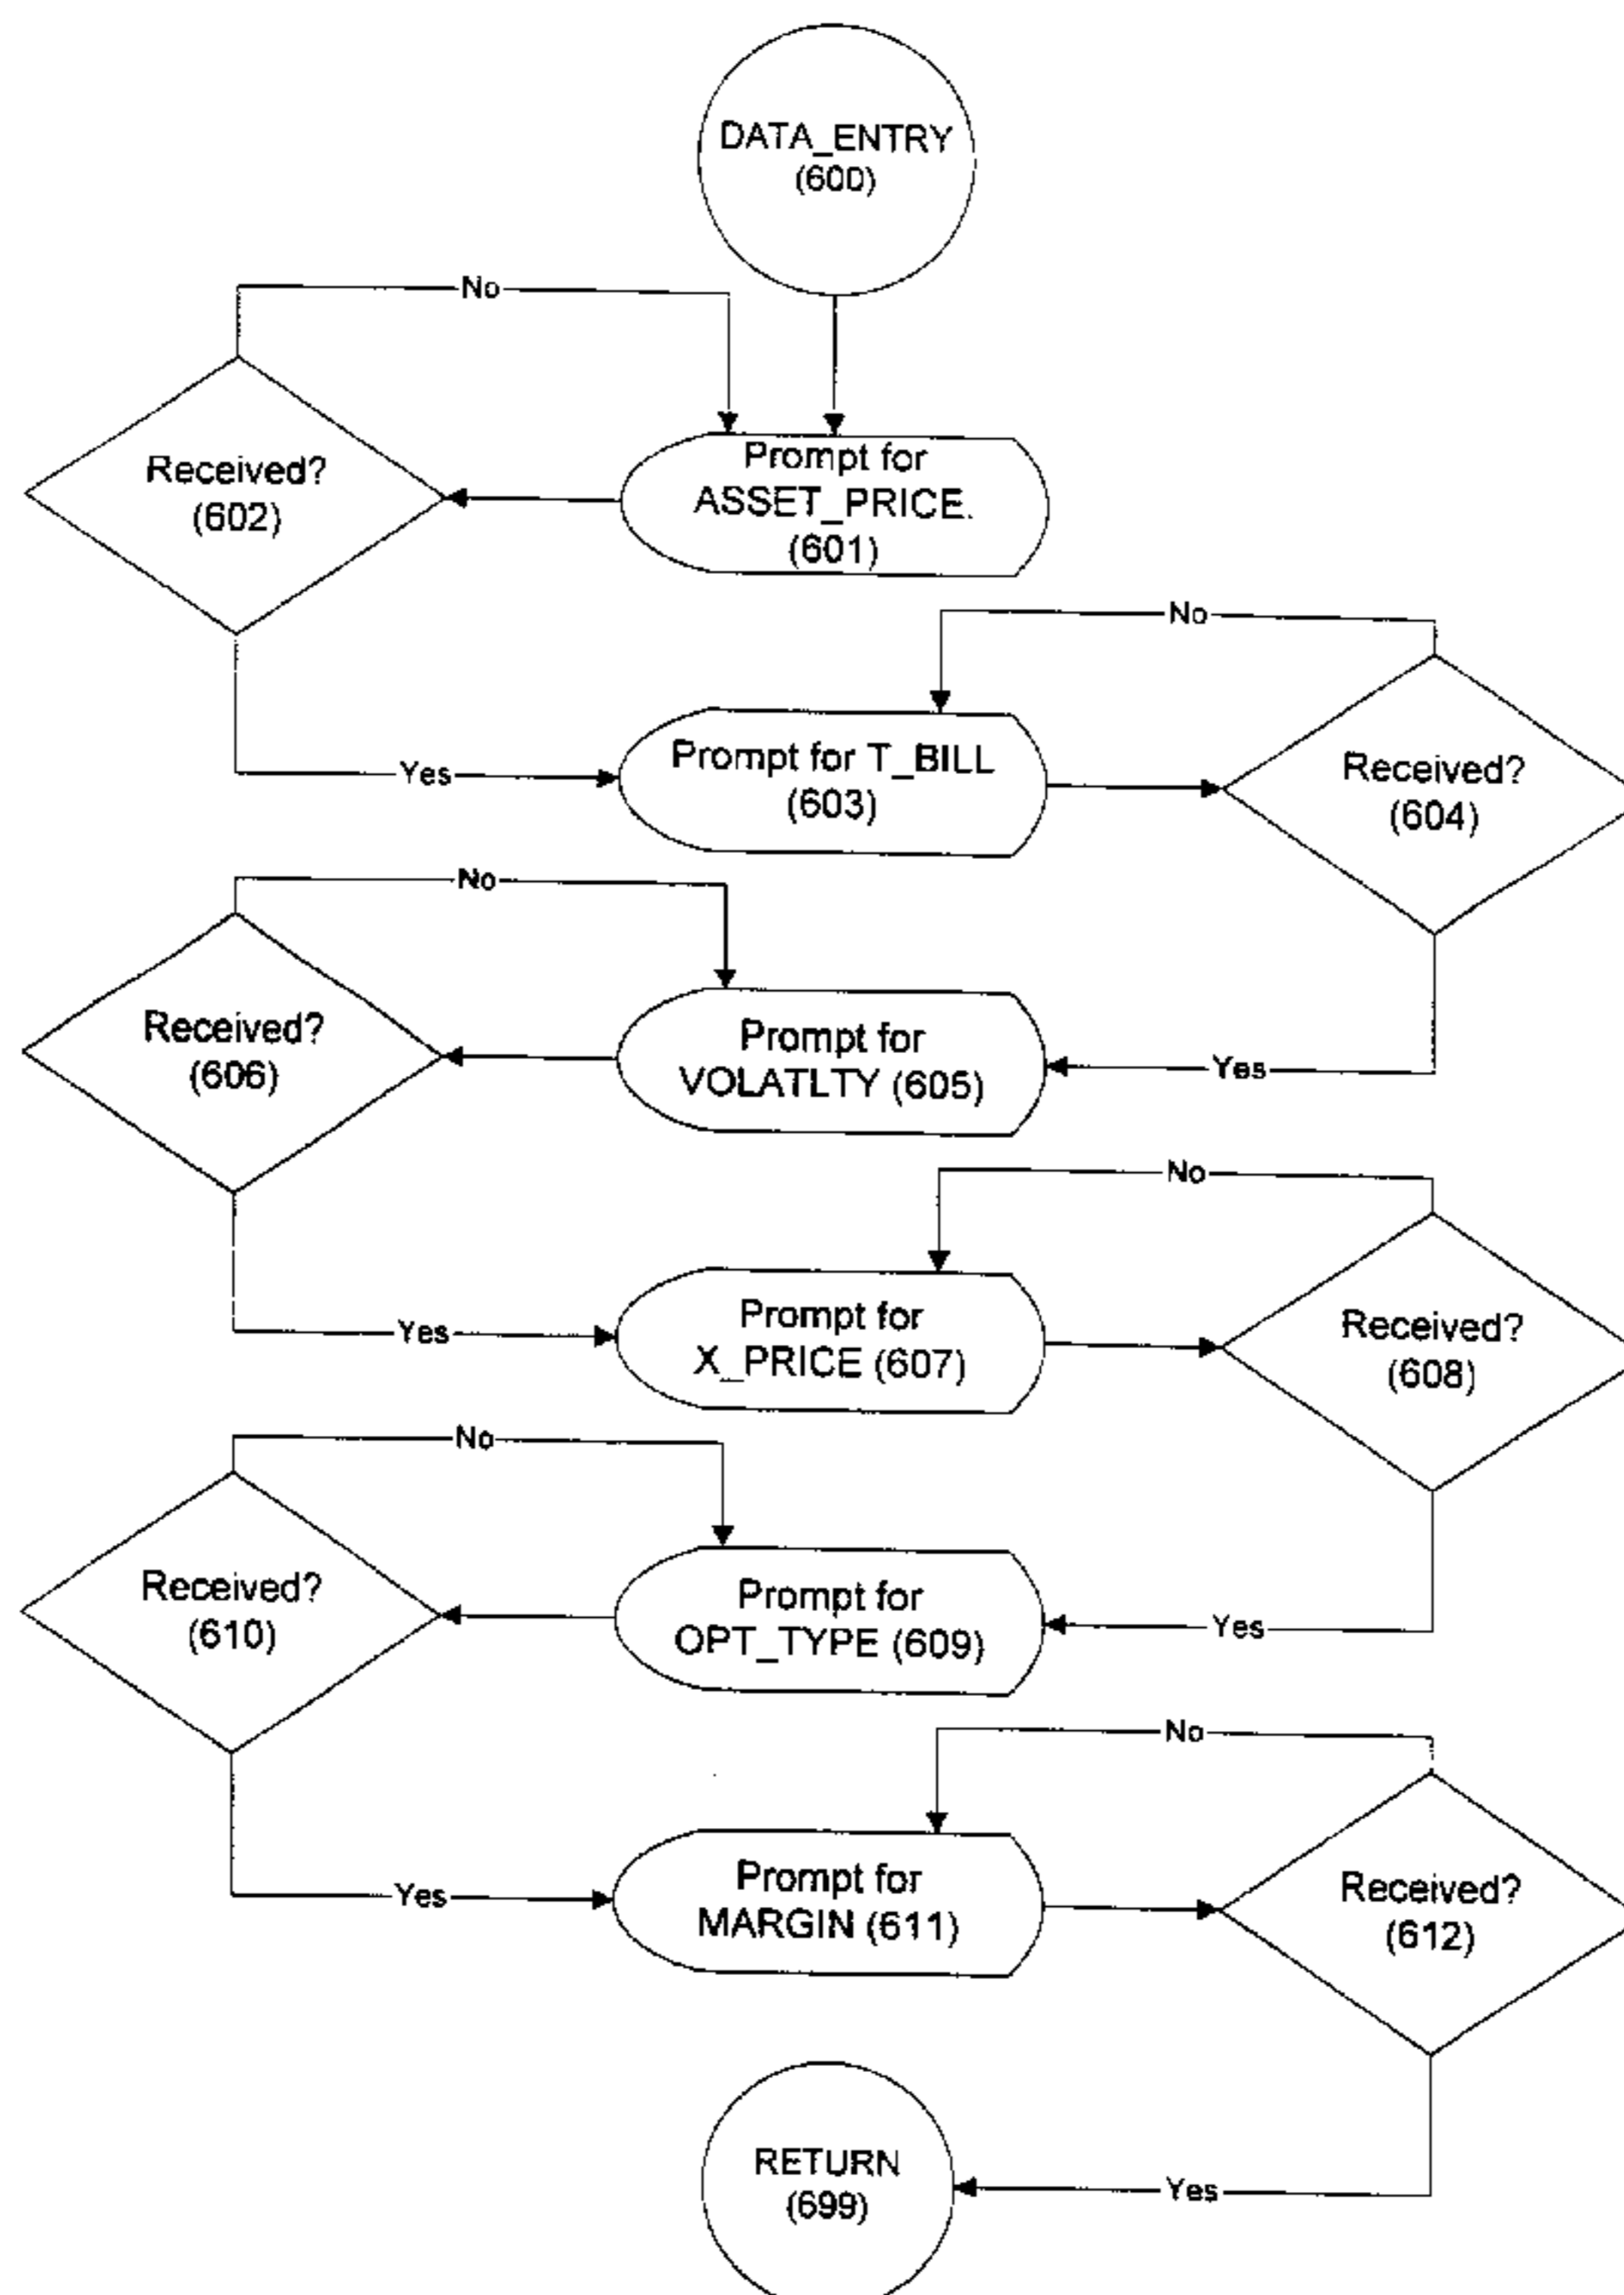 DATA_ENTRY
(600)
No
Received?
(602)
Prompt for
ASSET_PRICE.
(601)
No
Yes
Prompt for T_BILL
(603)
Received?
(604)
No
Received?
(606)
Prompt for
VOLATLTY (605)
Yes
No
Yes
Prompt for
X_PRICE (607)
Received?
(608)
No
Received?
(610)
Prompt for
OPT_TYPE (609)
Yes
No
Yes
Prompt for
MARGIN (611)
Received?
(612)
RETURN
(699)
Yes